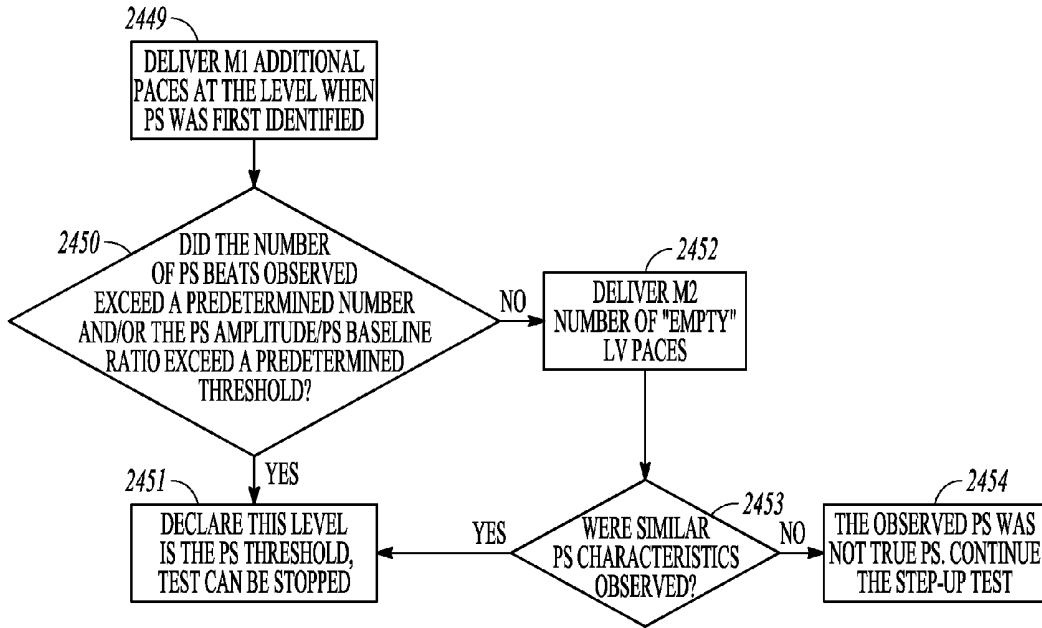 2449
DELIVER M1 ADDITIONAL
PACES AT THE LEVEL WHEN
PS WAS FIRST IDENTIFIED
2450
DID THE NUMBER
OF PS BEATS OBSERVED
EXCEED A PREDETERMINED NUMBER
AND/OR THE PS AMPLITUDE/PS BASELINE
RATIO EXCEED A PREDETERMINED
THRESHOLD?
NO
2452
DELIVER M2
NUMBER OF "EMPTY"
LV PACES
YES
2451
DECLARE THIS LEVEL
IS THE PS THRESHOLD,
TEST CAN BE STOPPED
YES
2453
WERE SIMILAR
PS CHARACTERISTICS
OBSERVED?
NO
2454
THE OBSERVED PS WAS
NOT TRUE PS. CONTINUE
THE STEP-UP TEST